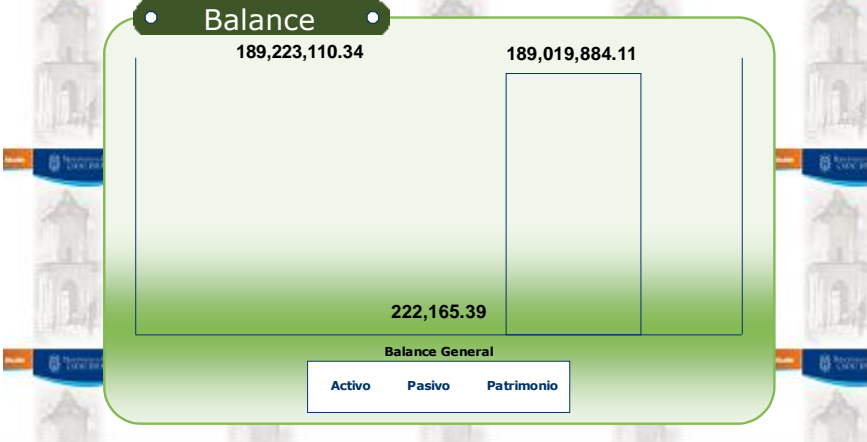 Balance
189,223,110.34 189,019,884.11
222,165.39
Balance General
Activo Pasivo Patrimonio